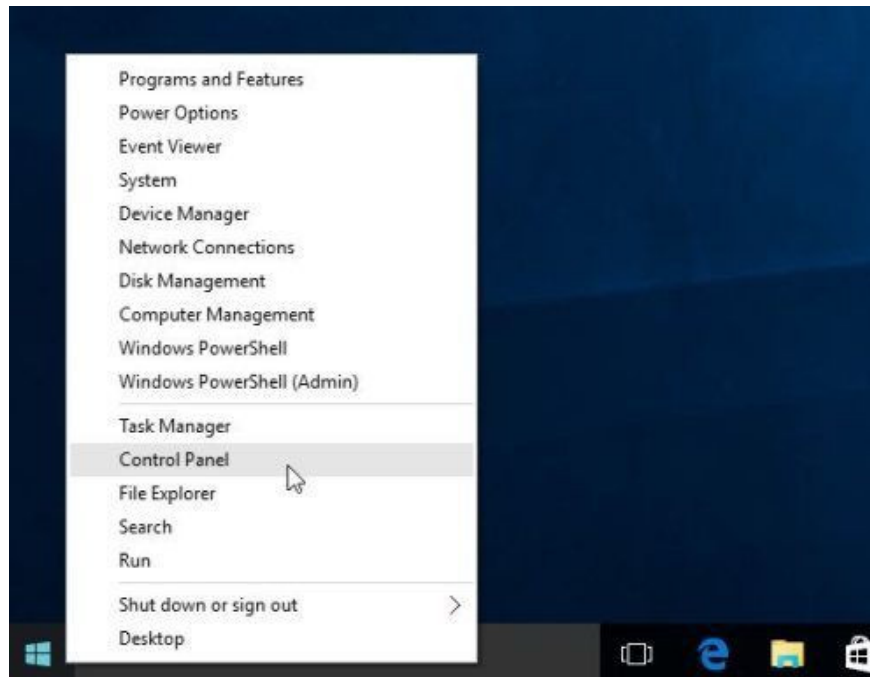 Programs and Features
Power Options
Event Viewer
System
Device Manager
Network Connections
Disk Management
Computer Management
Windows PowerShell
Windows PowerShell (Admin)
Task Manager
Control Panel
File Explorer
Search
Run
Shut down or sign out
Desktop